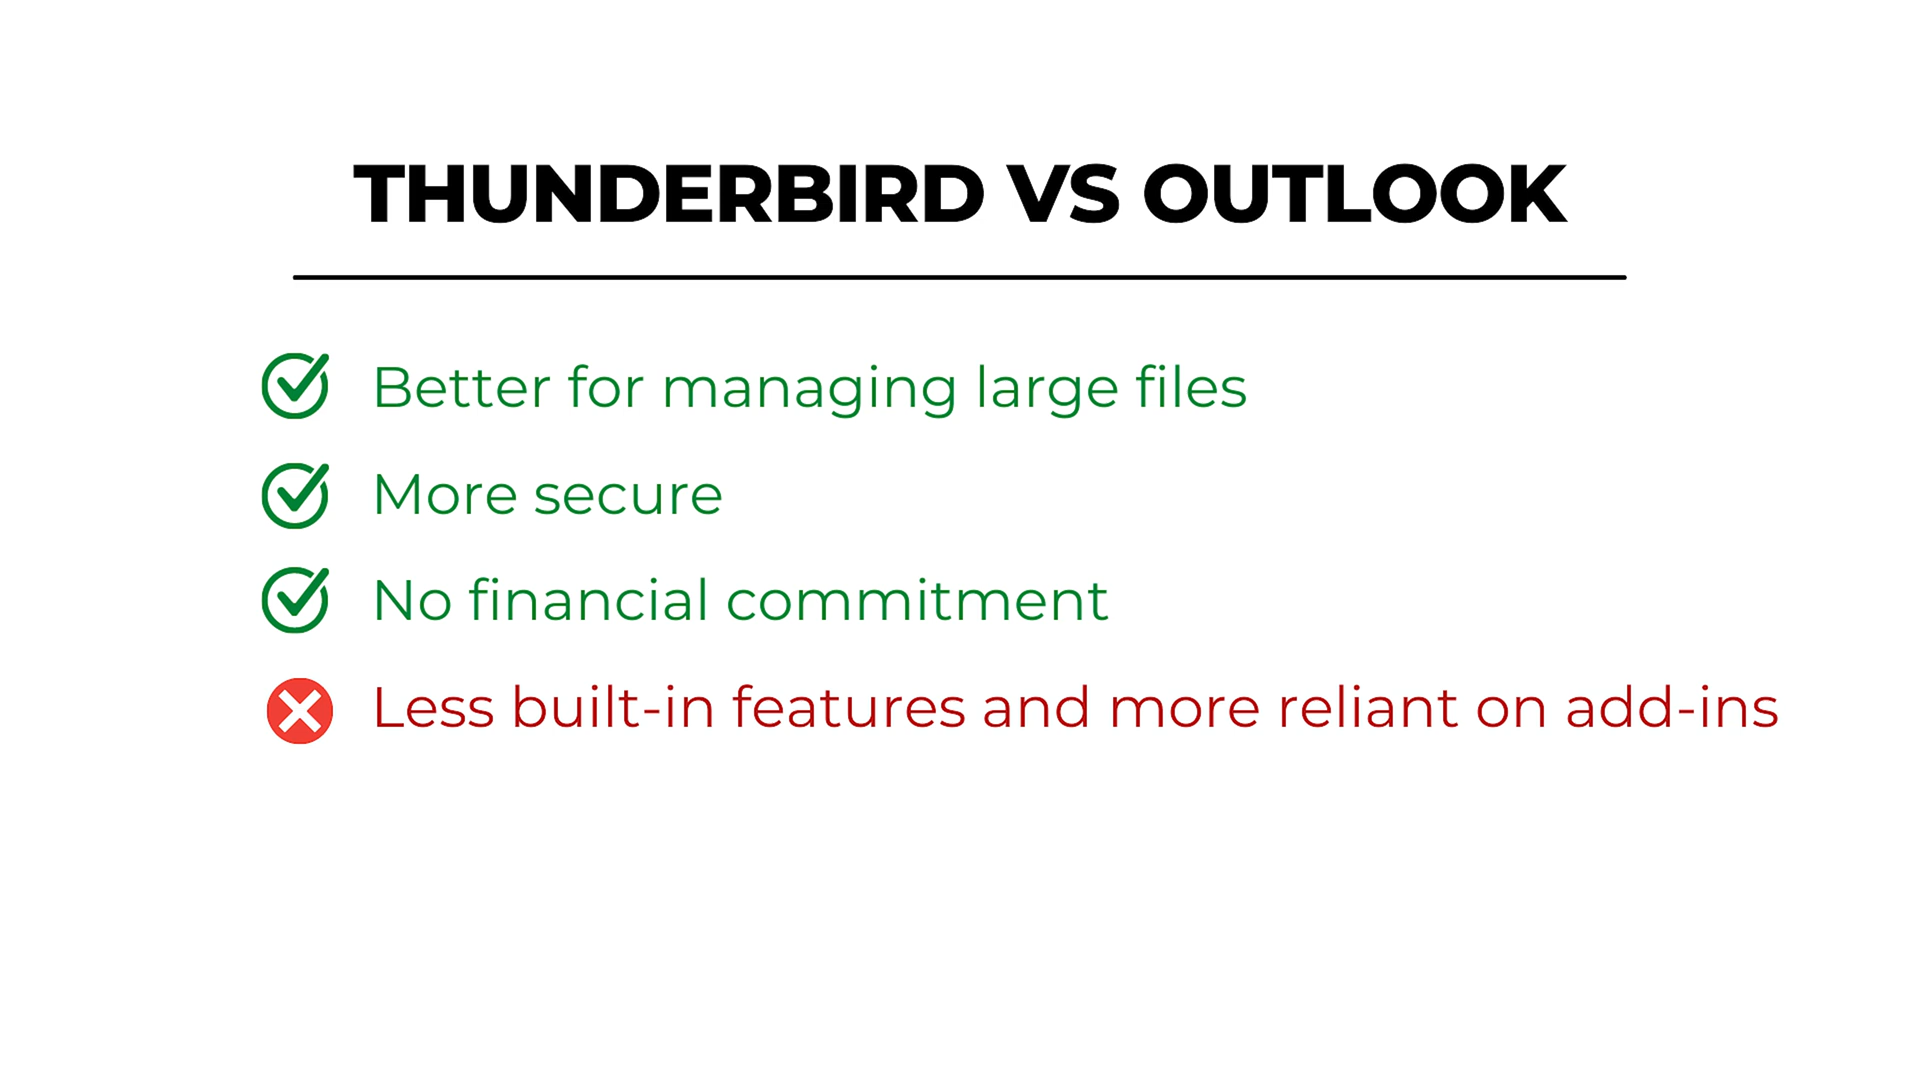 THUNDERBIRD VS OUTLOOK
Better for managing large files
More secure
No financial commitment
Less built-in features and more reliant on add-ins